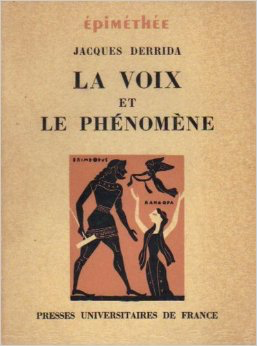 épiméthée
JACQUES DERRIDA
LA VOIX
ET
LE PHÉNOMÈNE
PRESSES UNIVERSITAIRES DE FRANCE